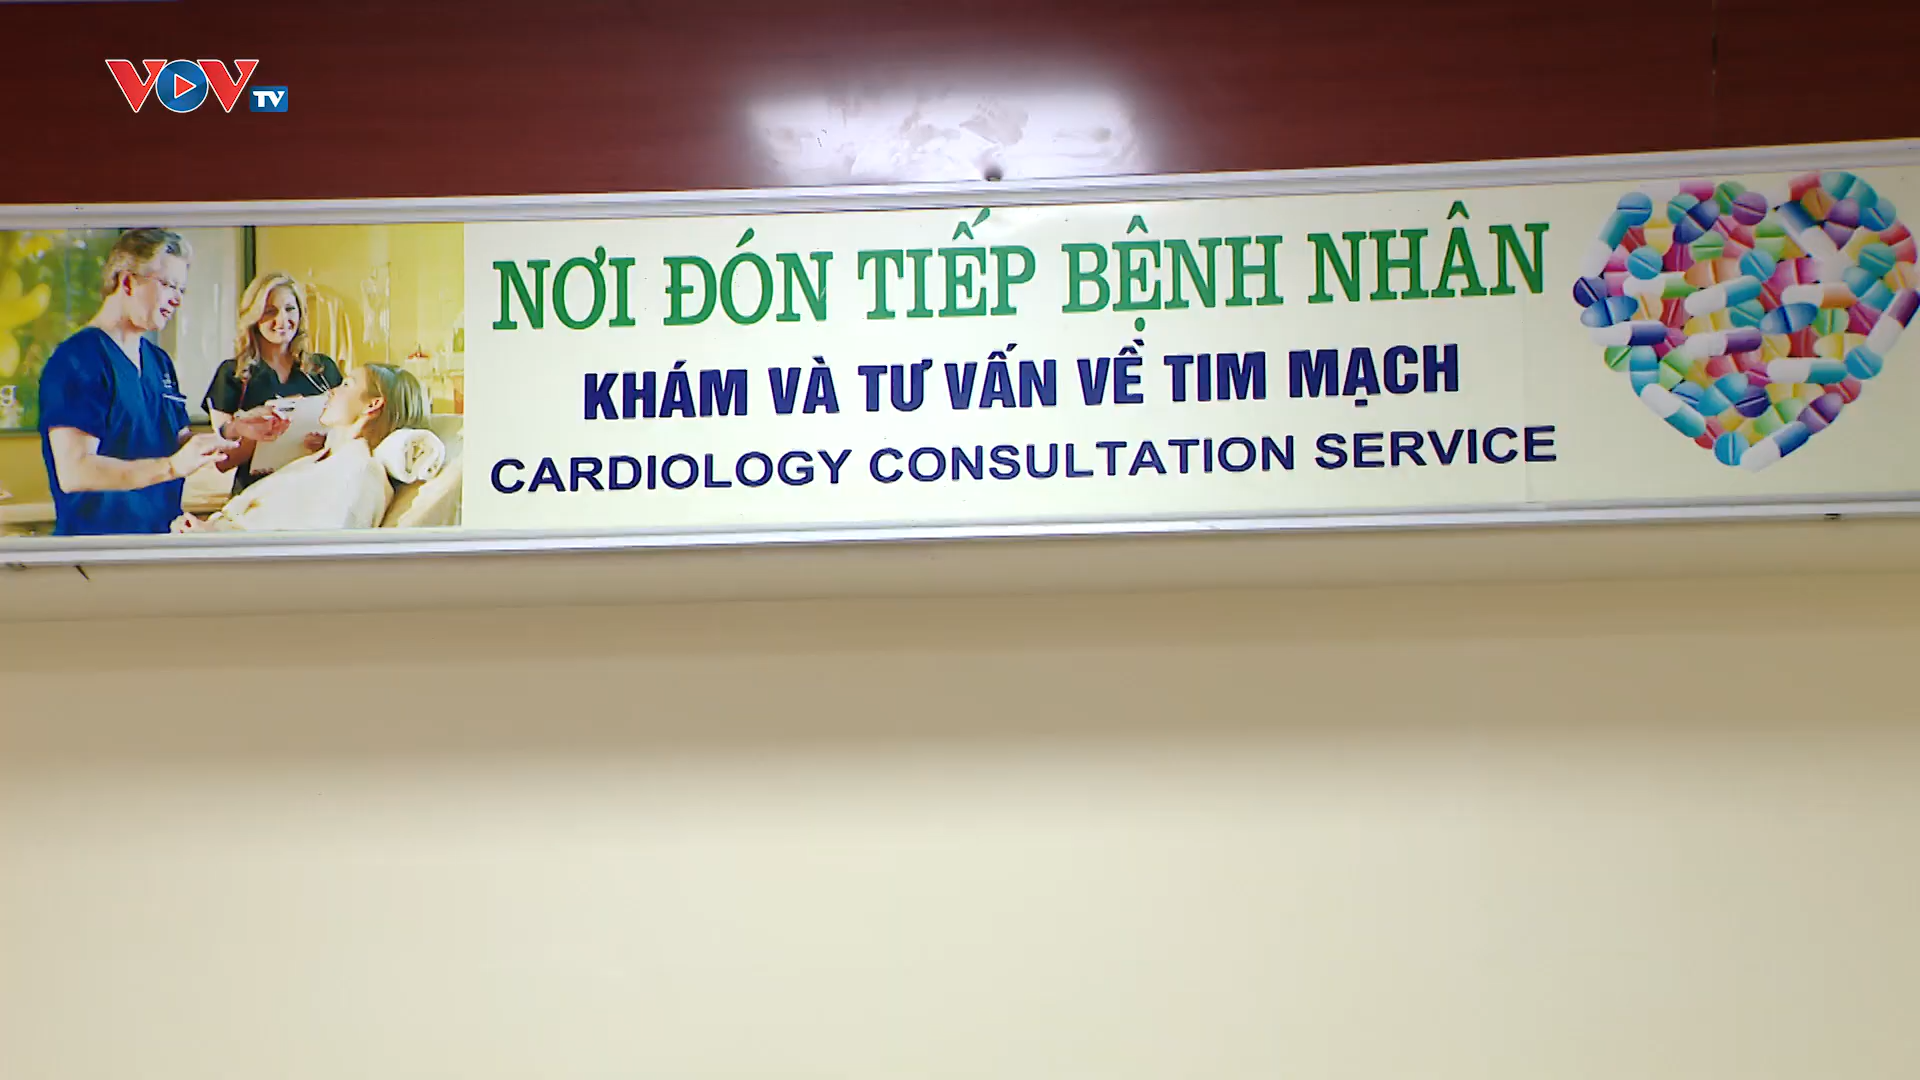 VOV TV
NƠI ĐÓN TIẾP BỆNH NHÂN
KHÁM VÀ TƯ VẤN VỀ TIM MẠCH
CARDIOLOGY CONSULTATION SERVICE